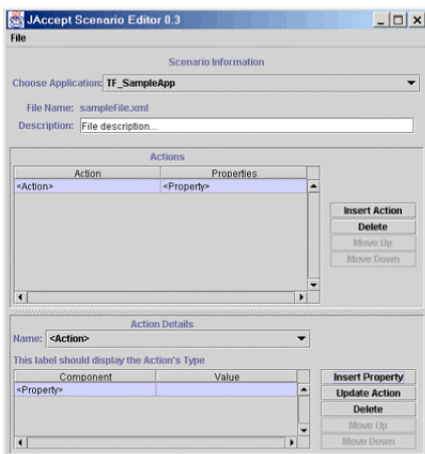 JAccept Scenario Editor 0.3
File
Scenario Information
Choose Application: TF_SampleApp
File Name: sampleFile.xml
Description: File description...
Actions
Action Properties
<Action> <Property>
Insert Action
Delete
Move Up
Move Down
Action Details
Name: <Action>
This label should display the Action's Type
Component Value
<Property>
Insert Property
Update Action
Delete
Move Up
Move Down